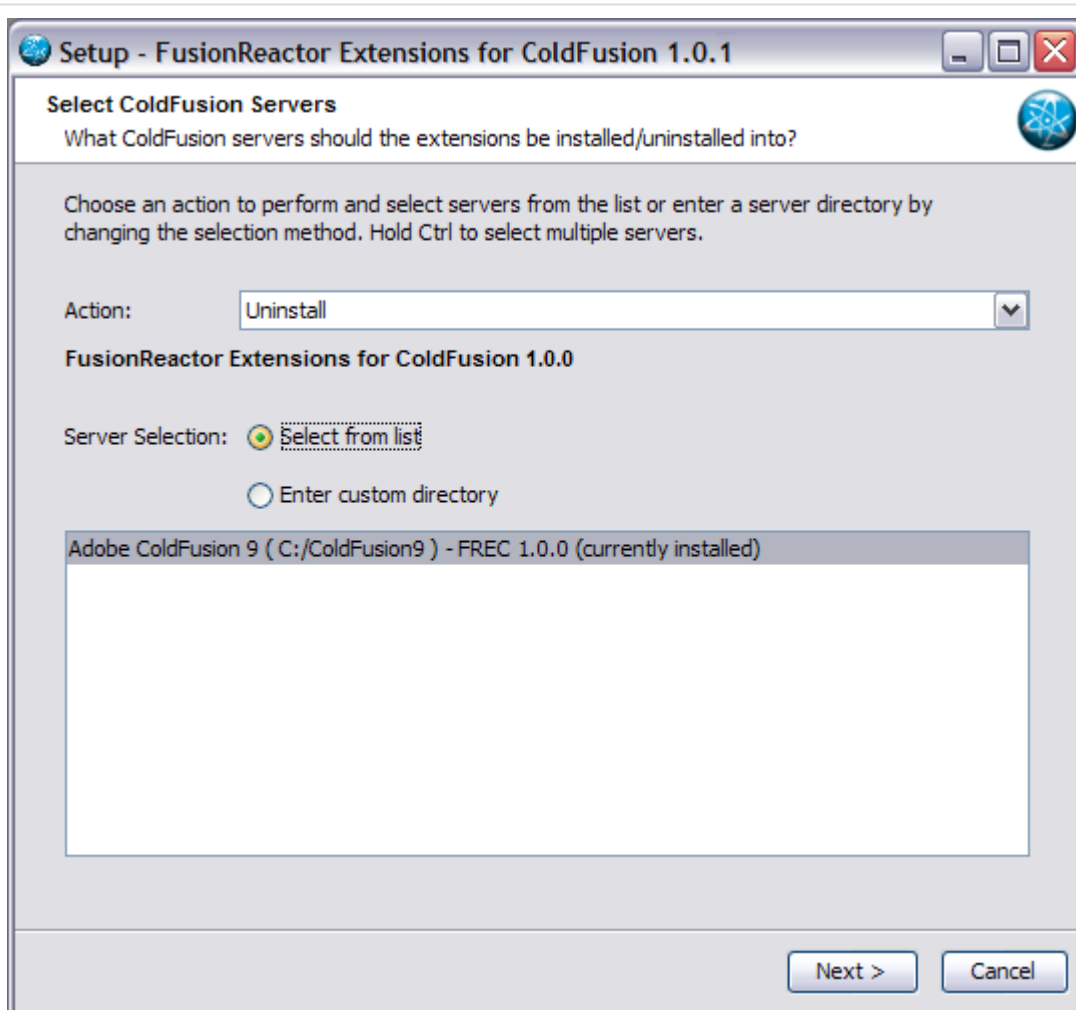 Setup - FusionReactor Extensions for ColdFusion 1.0.1
Select ColdFusion Servers
What ColdFusion servers should the extensions be installed/uninstalled into?
Choose an action to perform and select servers from the list or enter a server directory by
changing the selection method. Hold Ctrl to select multiple servers.
Action: Uninstall
FusionReactor Extensions for ColdFusion 1.0.0
Server Selection: Select from list
Enter custom directory
Adobe ColdFusion 9 ( C:/ColdFusion9 ) - FREC 1.0.0 (currently installed)
Next > Cancel